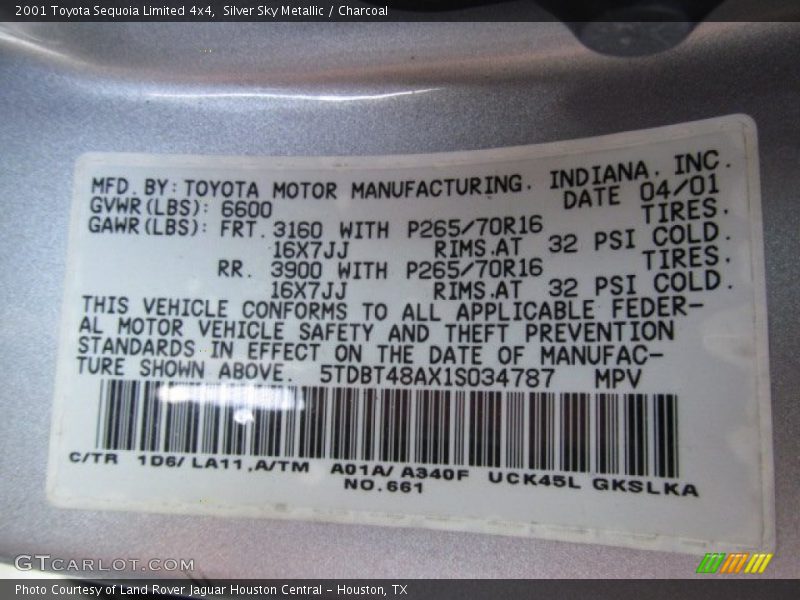 2001 Toyota Sequoia Limited 4x4,  Silver Sky Metallic / Charcoal
MFD. BY: TOYOTA MOTOR MANUFACTURING. INDIANA. INC.
GVWR(LBS): 6600 DATE 04/01
GAWR(LBS): FRT. 3160 WITH P265/70R16 TIRES.
16X7JJ RIMS.AT 32 PSI COLD.
RR. 3900 WITH P265/70R16 TIRES.
16X7JJ RIMS.AT 32 PSI COLD.
THIS VEHICLE CONFORMS TO ALL APPLICABLE FEDER-
AL MOTOR VEHICLE SAFETY AND THEFT PREVENTION
STANDARDS IN EFFECT ON THE DATE OF MANUFAC-
TURE SHOWN ABOVE. 5TDBT48AX1S034787 MPV
C/TR 1D6/ LA11,A/TM A01A/ A340F UCK45L GKSLKA
NO.661
GTCARLOT.COM
Photo Courtesy of Land Rover Jaguar Houston Central – Houston, TX